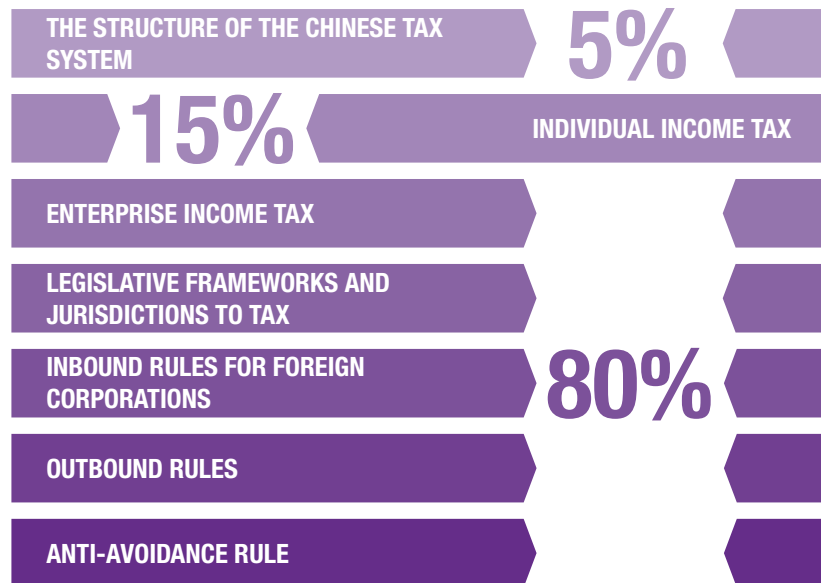 THE STRUCTURE OF THE CHINESE TAX
SYSTEM
5%
15%
INDIVIDUAL INCOME TAX
ENTERPRISE INCOME TAX
LEGISLATIVE FRAMEWORKS AND
JURISDICTIONS TO TAX
INBOUND RULES FOR FOREIGN
CORPORATIONS
80%
OUTBOUND RULES
ANTI-AVOIDANCE RULE